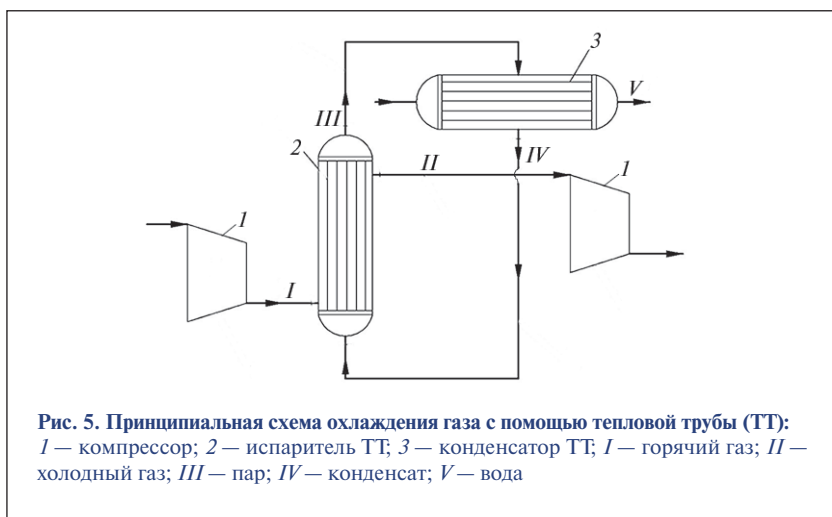 3
V
III
2
IV
II
1
1
I
Рис. 5. Принципиальная схема охлаждения газа с помощью тепловой трубы (ТТ):
1 — компрессор; 2 — испаритель ТТ; 3 — конденсатор ТТ; I — горячий газ; II —
холодный газ; III — пар; IV — конденсат; V — вода